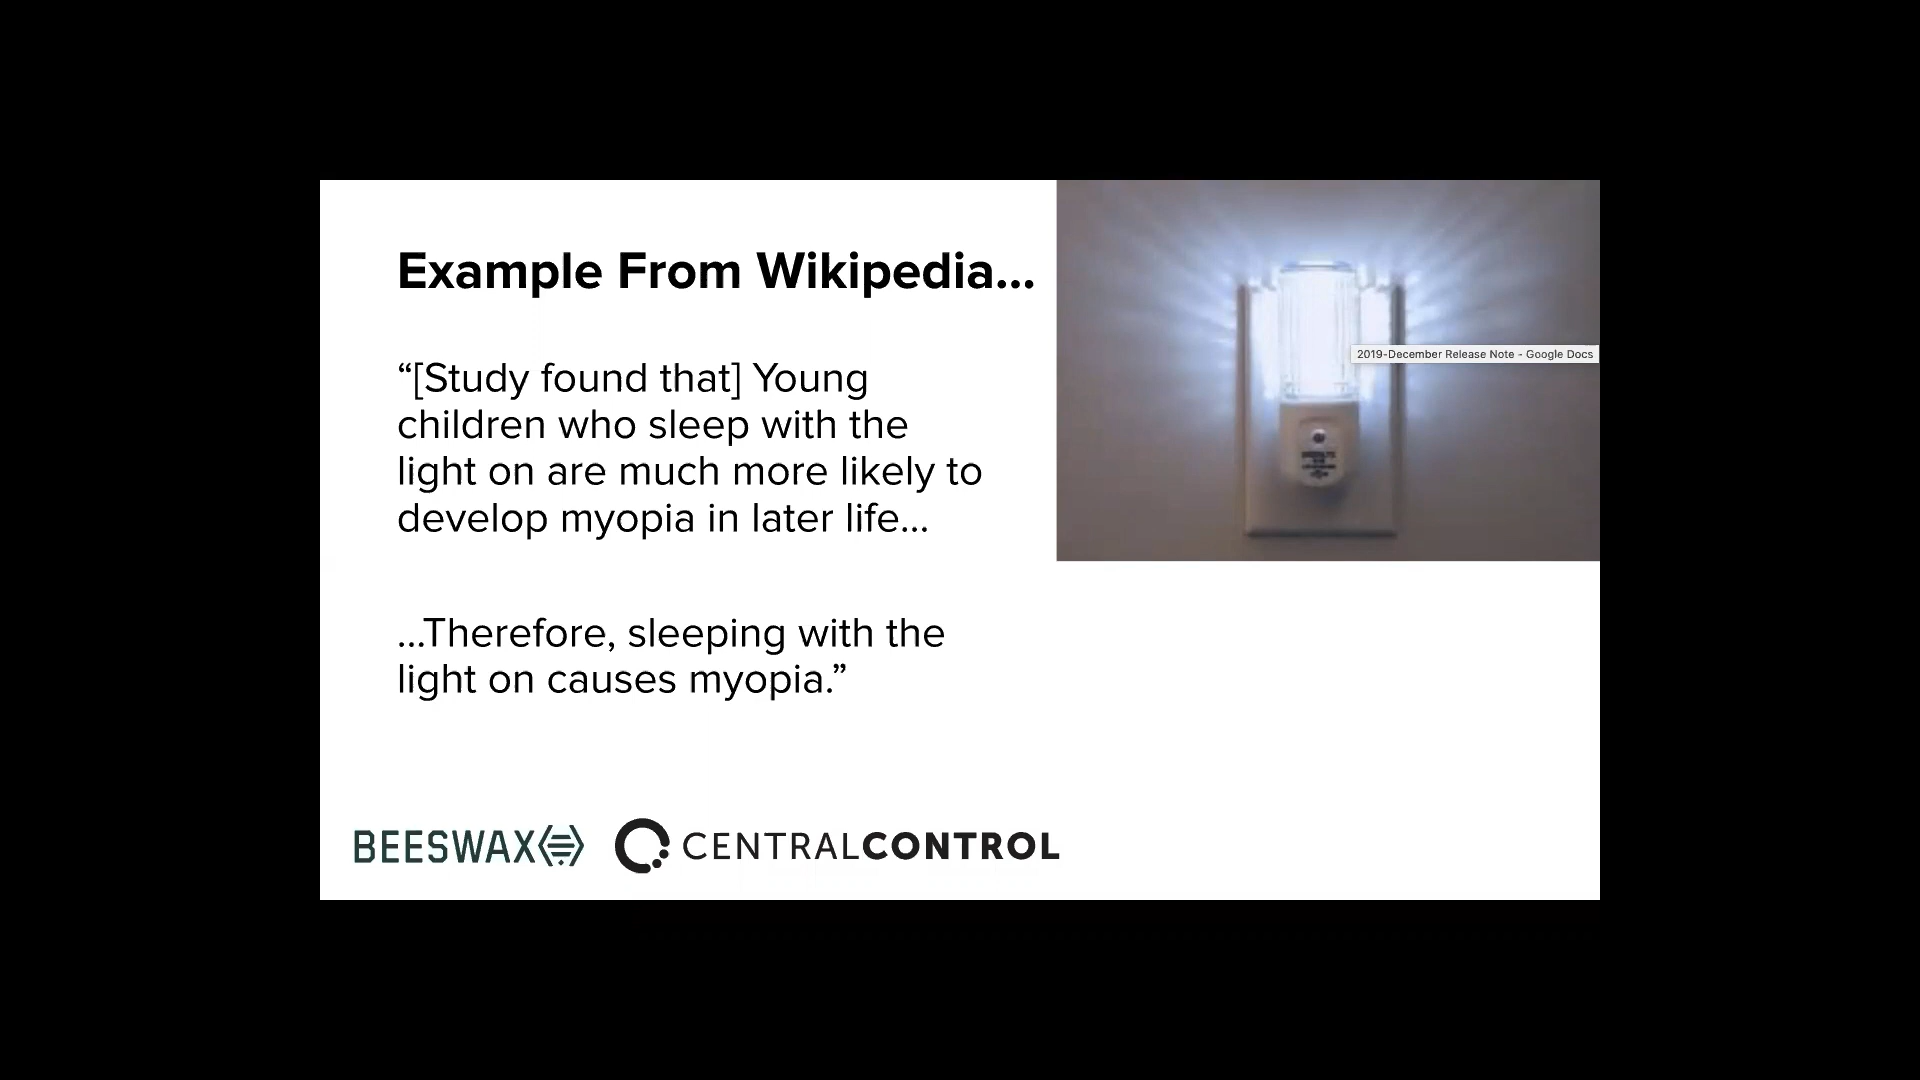 Example From Wikipedia...
“[Study found that] Young
children who sleep with the
light on are much more likely to
develop myopia in later life...
...Therefore, sleeping with the
light on causes myopia.”
2019-December Release Note - Google Docs
BEESWAX
CENTRALCONTROL